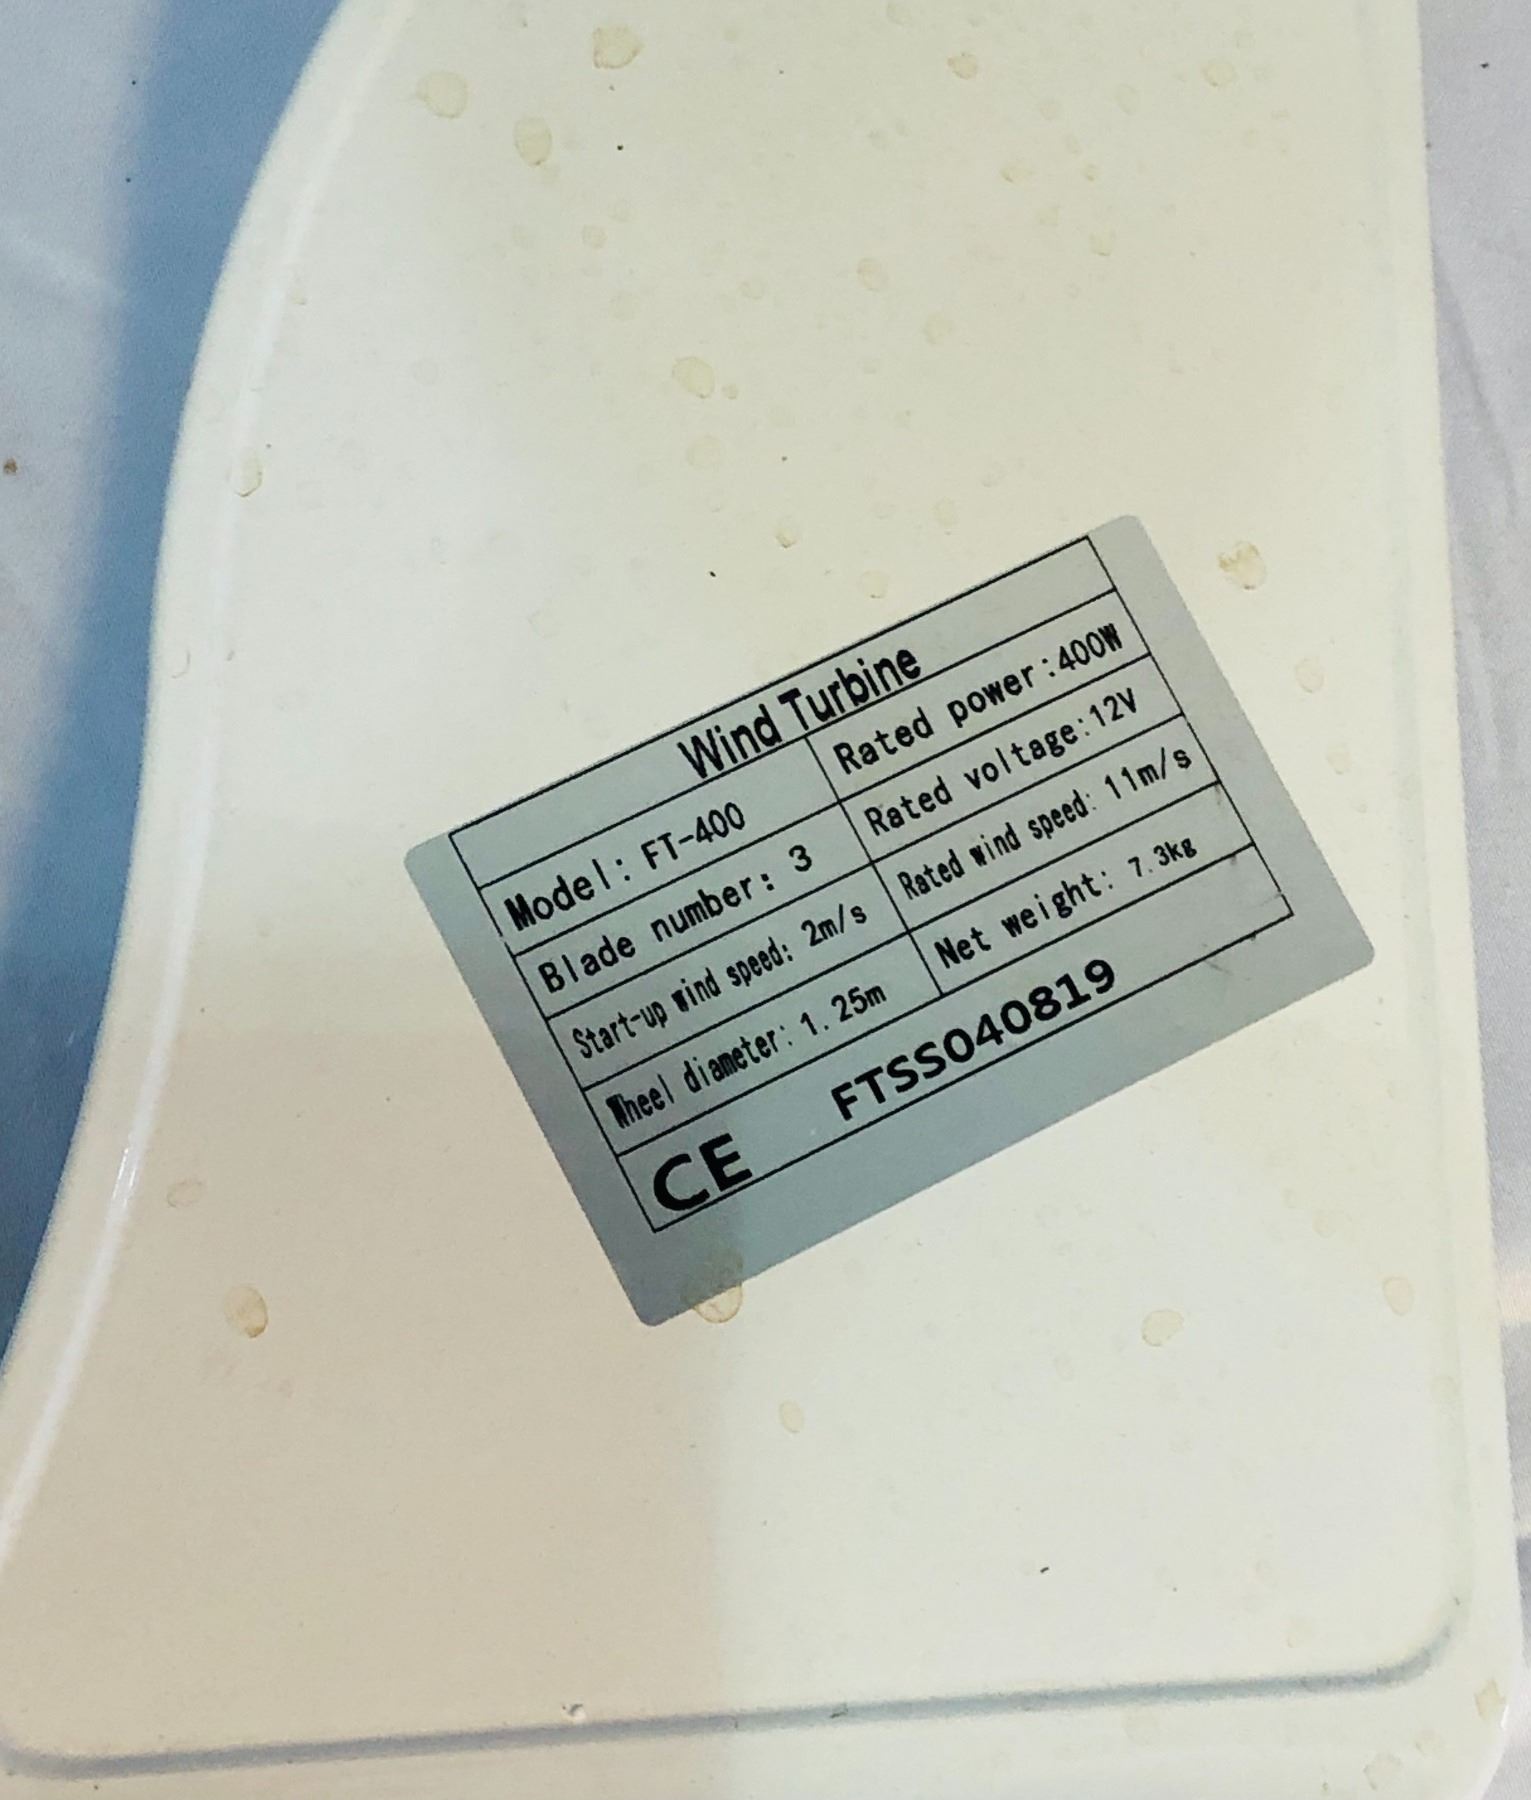 Wind Turbine
Model: FT-400 Rated power:400W
Blade number: 3 Rated voltage:12V
Start-up wind speed: 2m/s Rated wind speed: 11m/s
Wheel diameter: 1.25m Net weight: 7.3kg
CE FTSS040819